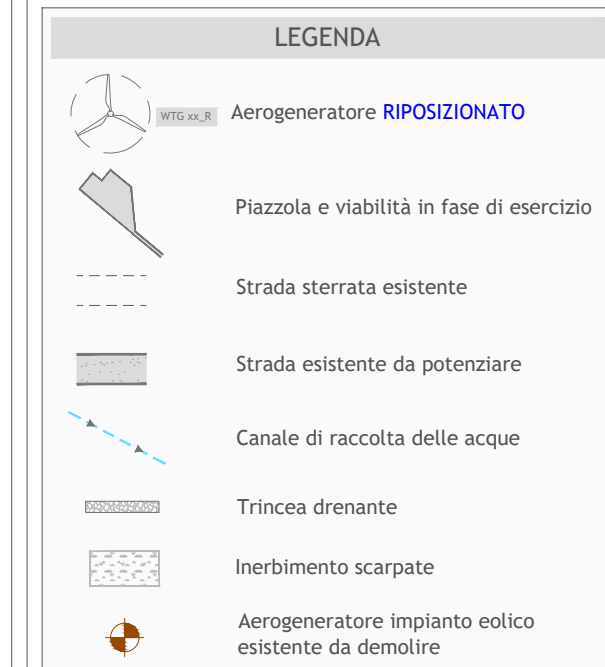 LEGENDA
WTG xx_R
Aerogeneratore RIPOSIZIONATO
Piazzola e viabilità in fase di esercizio
Strada sterrata esistente
Strada esistente da potenziare
Canale di raccolta delle acque
Trincea drenante
Inerbimento scarpate
Aerogeneratore impianto eolico
esistente da demolire